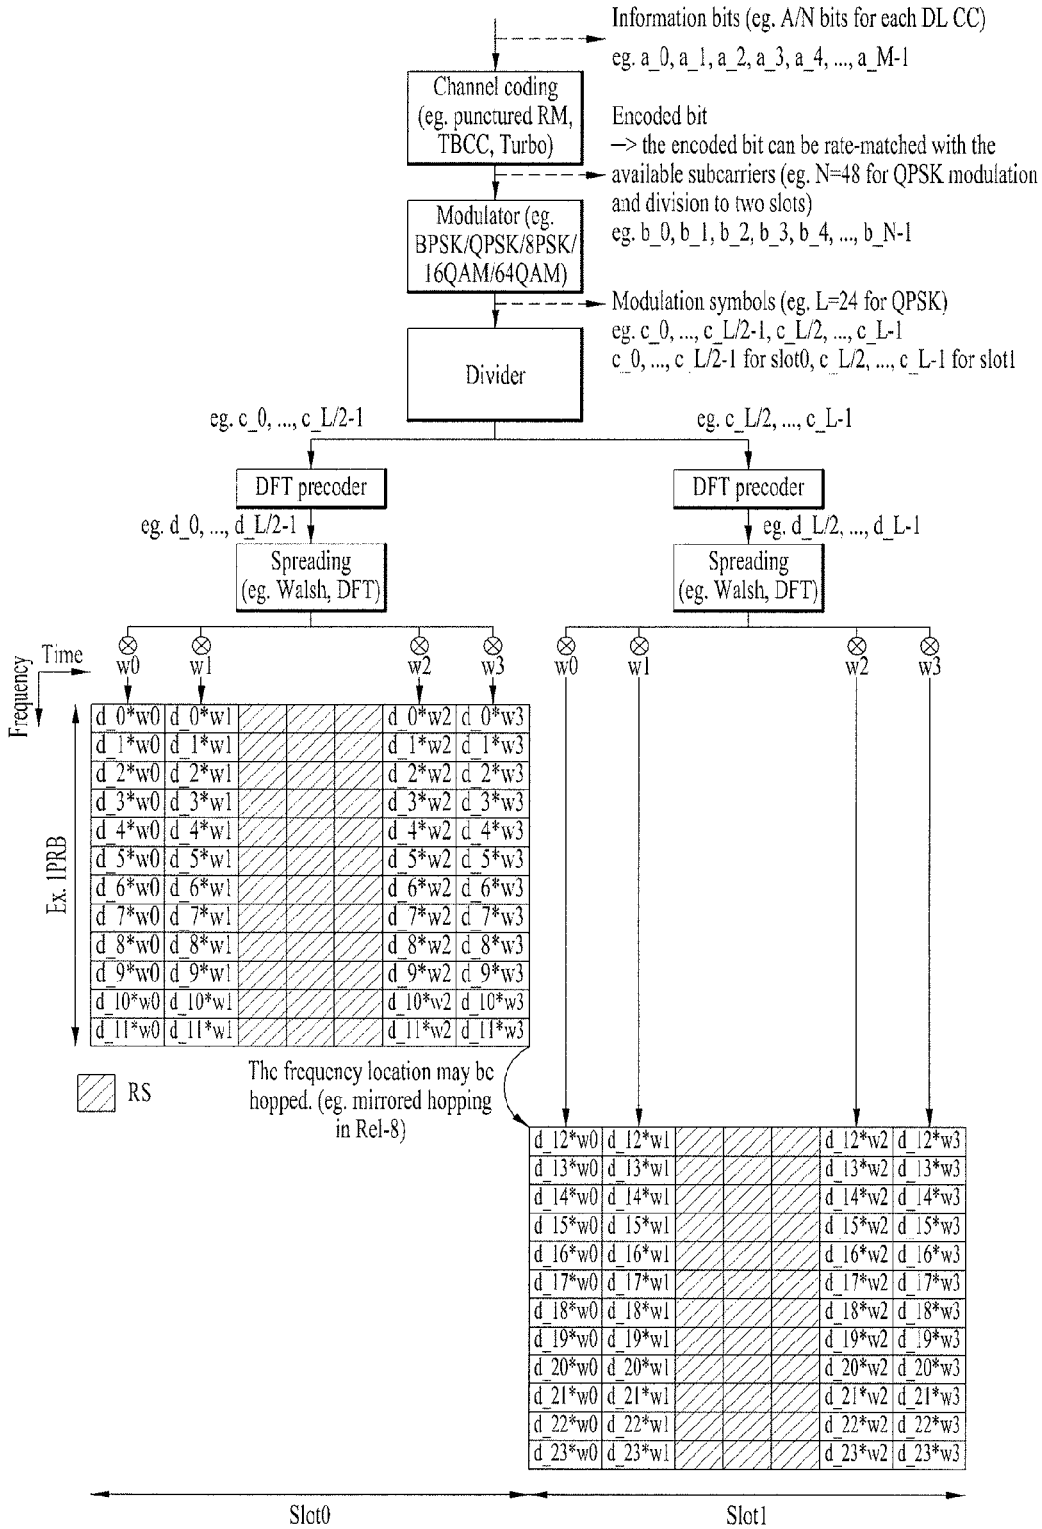 Information bits (eg. A/N bits for each DL CC)
eg. a_0, a_1, a_2, a_3, a_4, ..., a_M-1
Channel coding
(eg. punctured RM,
TBCC, Turbo)
Encoded bit
—> the encoded bit can be rate-matched with the
available subcarriers (eg. N=48 for QPSK modulation
and division to two slots)
eg. b_0, b_1, b_2, b_3, b_4, ..., b_N-1
Modulator (eg.
BPSK/QPSK/8PSK/
16QAM/64QAM)
Modulation symbols (eg. L=24 for QPSK)
eg. c_0, ..., c_L/2-1, c_L/2, ..., c_L-1
c_0, ..., c_L/2-1 for slot0, c_L/2, ..., c_L-1 for slot1
Divider
eg. c_0, ..., c_L/2-1
eg. c_L/2, ..., c_L-1
DFT precoder
DFT precoder
eg. d_0, ..., d_L/2-1
eg. d_L/2, ..., d_L-1
Spreading
(eg. Walsh, DFT)
Spreading
(eg. Walsh, DFT)
Time
Frequency
w0 w1 w2 w3
w0 w1 w2 w3
Ex. 1PRB
d_0*w0 d_0*w1 d_0*w2 d_0*w3
d_1*w0 d_1*w1 d_1*w2 d_1*w3
d_2*w0 d_2*w1 d_2*w2 d_2*w3
d_3*w0 d_3*w1 d_3*w2 d_3*w3
d_4*w0 d_4*w1 d_4*w2 d_4*w3
d_5*w0 d_5*w1 d_5*w2 d_5*w3
d_6*w0 d_6*w1 d_6*w2 d_6*w3
d_7*w0 d_7*w1 d_7*w2 d_7*w3
d_8*w0 d_8*w1 d_8*w2 d_8*w3
d_9*w0 d_9*w1 d_9*w2 d_9*w3
d_10*w0 d_10*w1 d_10*w2 d_10*w3
d_11*w0 d_11*w1 d_11*w2 d_11*w3
RS
The frequency location may be
hopped. (eg. mirrored hopping
in Rel-8)
d_12*w0 d_12*w1 d_12*w2 d_12*w3
d_13*w0 d_13*w1 d_13*w2 d_13*w3
d_14*w0 d_14*w1 d_14*w2 d_14*w3
d_15*w0 d_15*w1 d_15*w2 d_15*w3
d_16*w0 d_16*w1 d_16*w2 d_16*w3
d_17*w0 d_17*w1 d_17*w2 d_17*w3
d_18*w0 d_18*w1 d_18*w2 d_18*w3
d_19*w0 d_19*w1 d_19*w2 d_19*w3
d_20*w0 d_20*w1 d_20*w2 d_20*w3
d_21*w0 d_21*w1 d_21*w2 d_21*w3
d_22*w0 d_22*w1 d_22*w2 d_22*w3
d_23*w0 d_23*w1 d_23*w2 d_23*w3
Slot0
Slot1